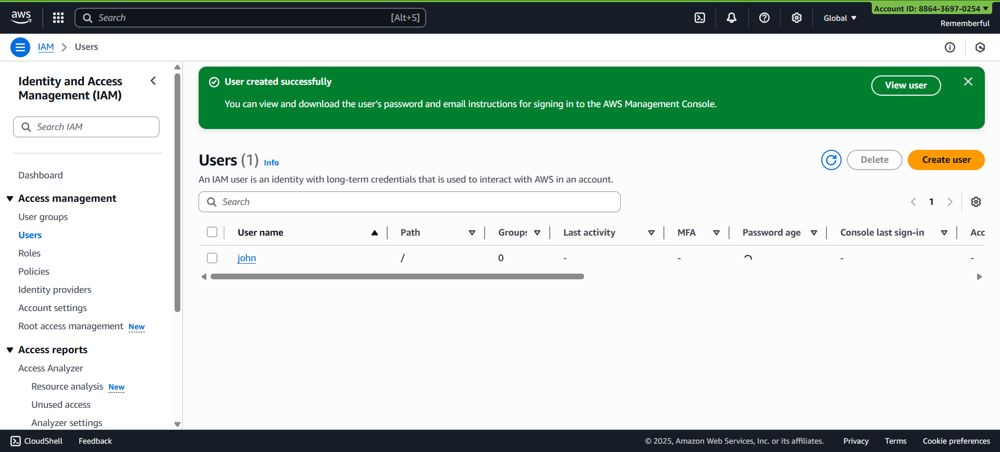 aws
Search
[Alt+S]
Global
Account ID: 8864-3697-0254
Rememberful
IAM
Users
Identity and Access
Management (IAM)
Search IAM
Dashboard
Access management
User groups
Users
Roles
Policies
Identity providers
Account settings
Root access management New
Access reports
Access Analyzer
Resource analysis New
Unused access
Analyzer settings
User created successfully
You can view and download the user's password and email instructions for signing in to the AWS Management Console.
View user
Users (1) Info
An IAM user is an identity with long-term credentials that is used to interact with AWS in an account.
Delete
Create user
Search
1
User name Path Groups Last activity MFA Password age Console last sign-in Acc
john / 0 - - - -
CloudShell Feedback © 2025, Amazon Web Services, Inc. or its affiliates. Privacy Terms Cookie preferences